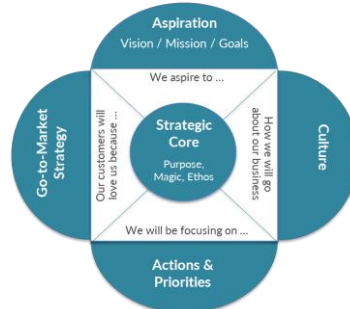 Aspiration
Vision / Mission / Goals
We aspire to ...
Go-to-Market
Strategy
Our customers will
love us because ...
Strategic
Core
Purpose,
Magic, Ethos
How we will go
about our business
Culture
We will be focusing on ...
Actions &
Priorities